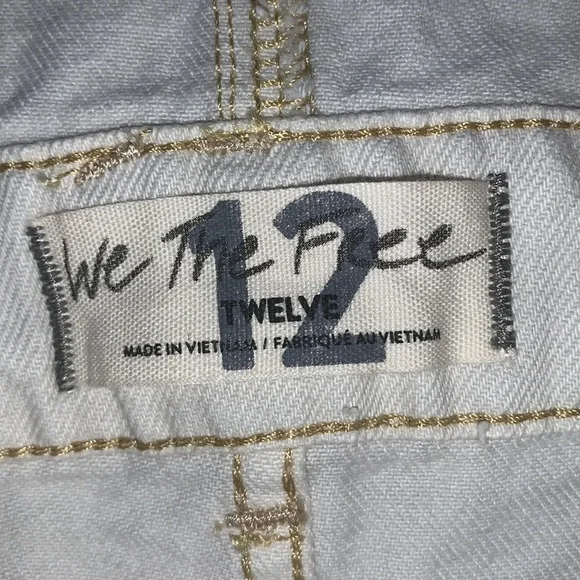 We The Free
12
TWELVE
MADE IN VIETNAM / FABRIQUÉ AU VIETNAM